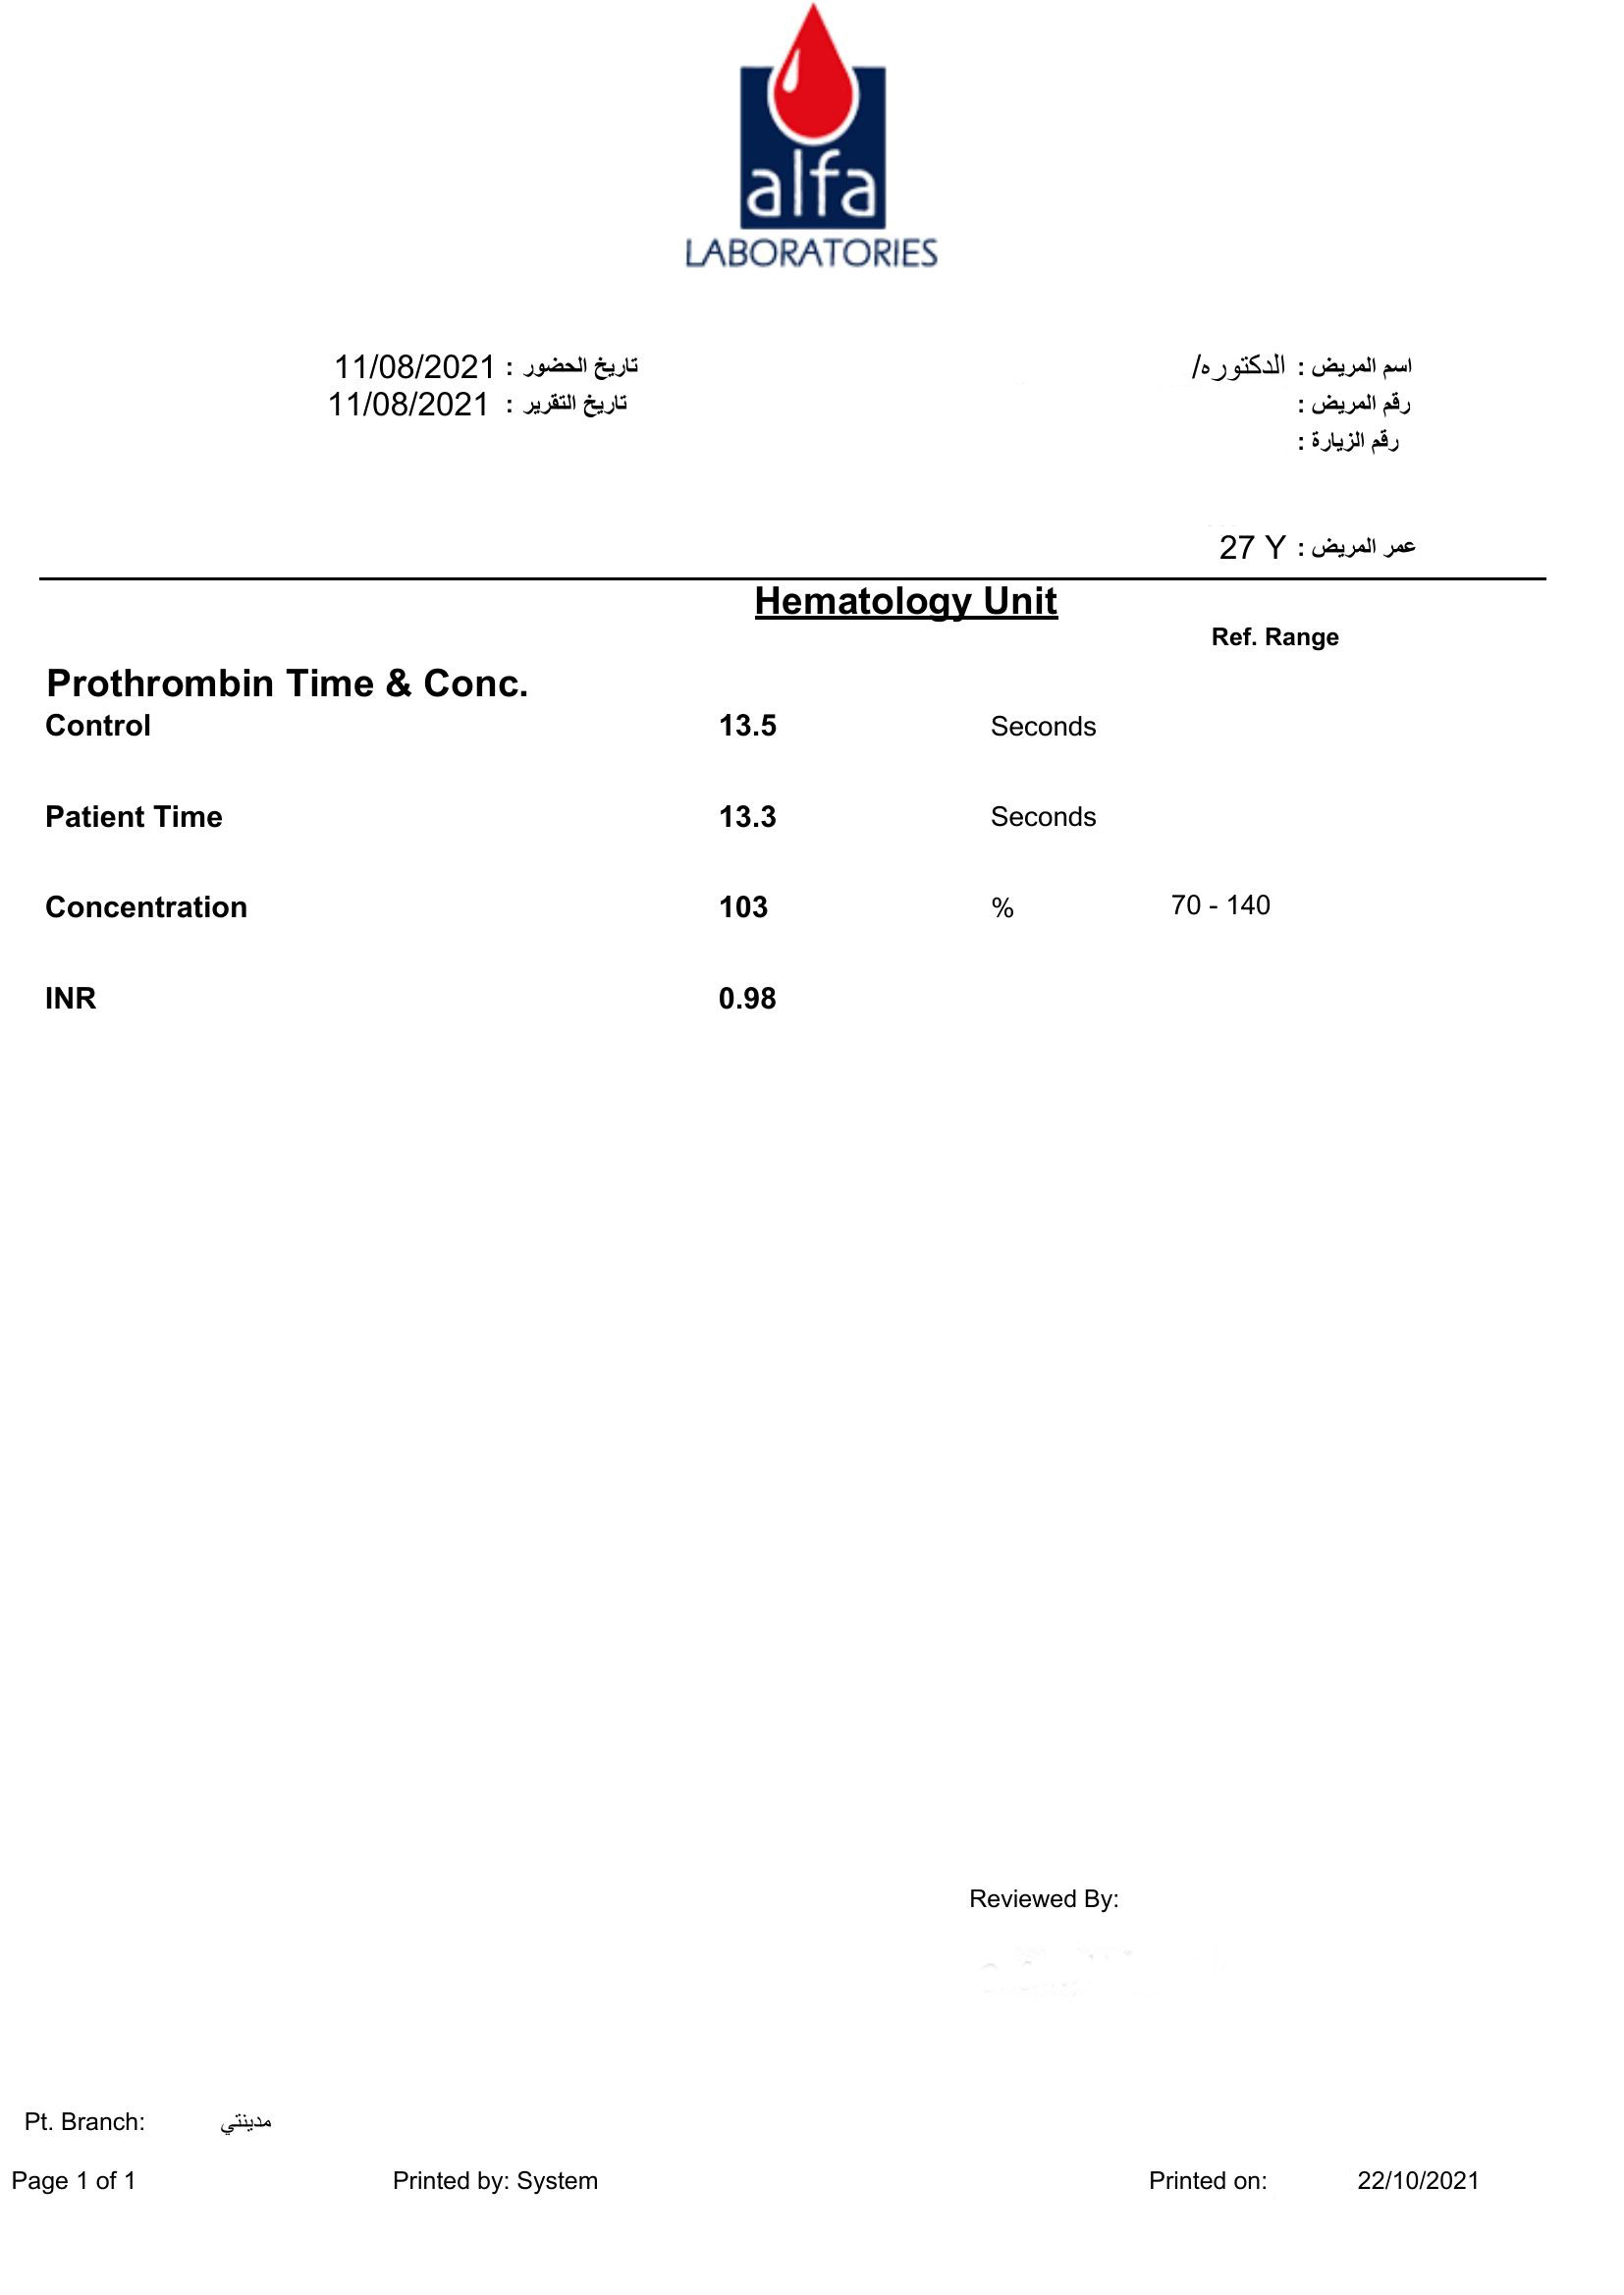 alfa
LABORATORIES
اسم المريض : الدكتوره/
تاريخ الحضور : 11/08/2021
رقم المريض :
تاريخ التقرير : 11/08/2021
رقم الزيارة :
عمر المريض : 27 Y
Hematology Unit
Ref. Range
Prothrombin Time & Conc.
Control 13.5 Seconds
Patient Time 13.3 Seconds
Concentration 103 % 70 - 140
INR 0.98
Reviewed By:
Pt. Branch: مدينتي
Page 1 of 1 Printed by: System Printed on: 22/10/2021